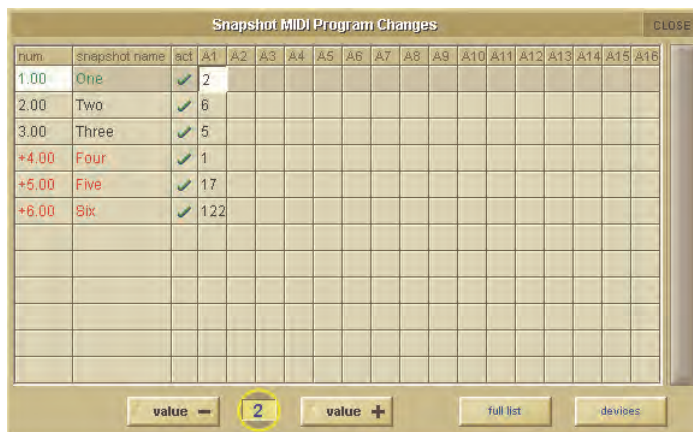 Snapshot MIDI Program Changes CLOSE
num snapshot name act A1 A2 A3 A4 A5 A6 A7 A8 A9 A10 A11 A12 A13 A14 A15 A16
1.00 One 2
2.00 Two 6
3.00 Three 5
+4.00 Four 1
+5.00 Five 17
+6.00 Six 122
value − 2 value + full list devices